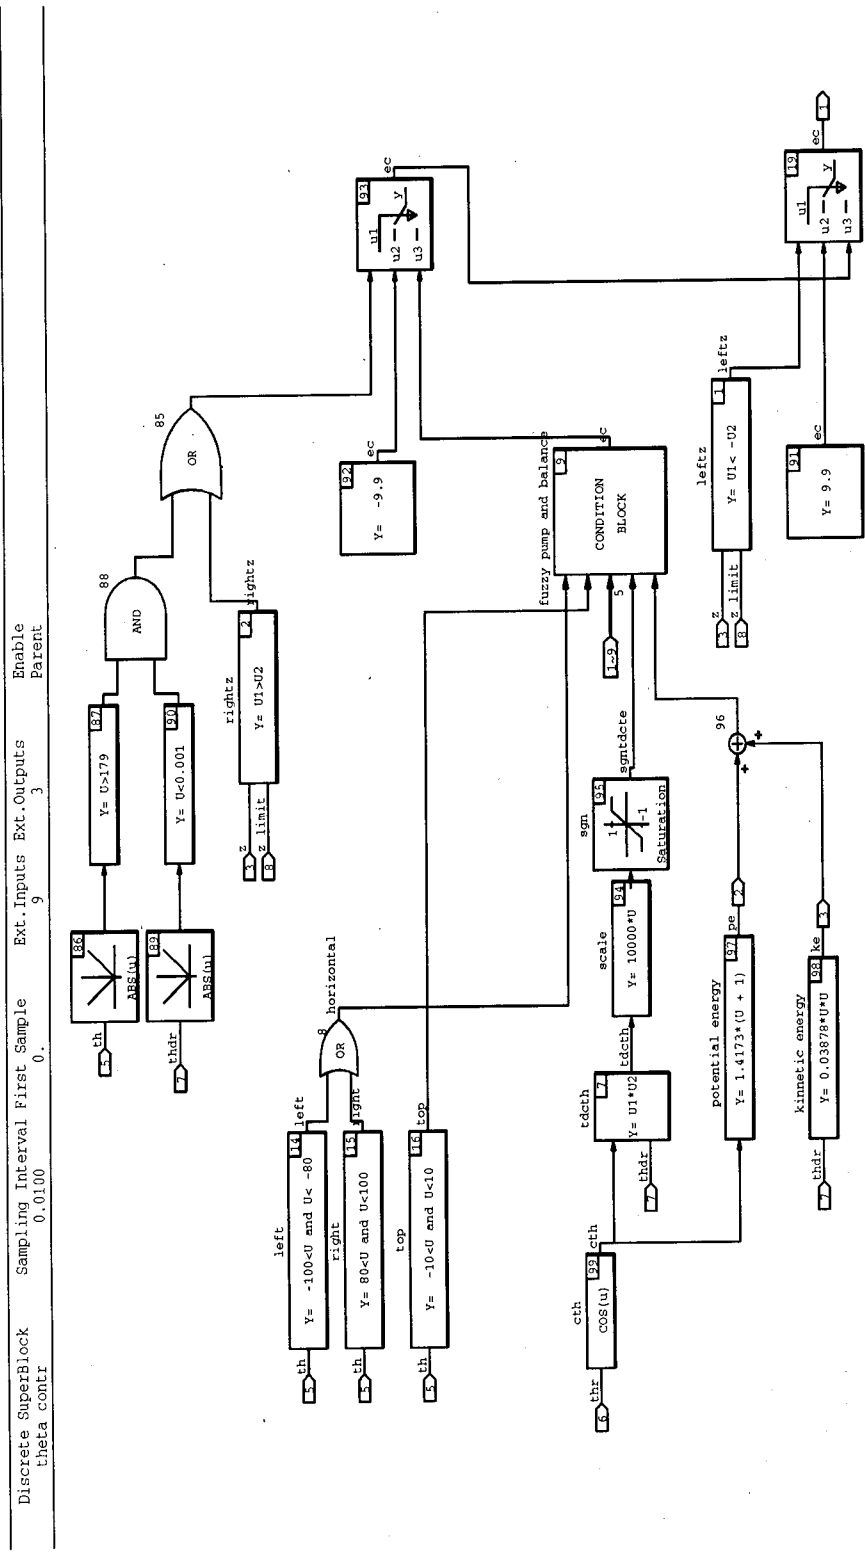 Discrete SuperBlock Sampling Interval First Sample Ext.Inputs Ext.Outputs Enable
theta contr 0.0100 0. 9 3 Parent
5
th
86
ABS(u)
87
Y= U>179
7
thdr
89
ABS(u)
90
Y= U<0.001
88
AND
85
OR
3
z
8
z limit
rightz
2
Y= U1>U2
rightz
left
5
th
14
Y= -100<U and U< -80
left
right
5
th
15
Y= 80<U and U<100
right
8
OR
horizontal
top
5
th
16
Y= -10<U and U<10
top
92
Y= -9.9
ec
93
u1
u2
u3
y
ec
fuzzy pump and balance
9
CONDITION
BLOCK
ec
1~9
5
cth
6
thr
99
COS(u)
cth
tdcth
7
thdr
7
Y= U1*U2
tdcth
scale
94
Y= 10000*U
sgn
95
1
-1
Saturation
sgntdcte
potential energy
97
Y= 1.4173*(U + 1)
pe
2
kinnetic energy
7
thdr
98
Y= 0.03878*U*U
ke
3
96
+
+
leftz
3
z
8
z limit
1
Y= U1< -U2
leftz
91
Y= 9.9
ec
19
u1
u2
u3
y
ec
1